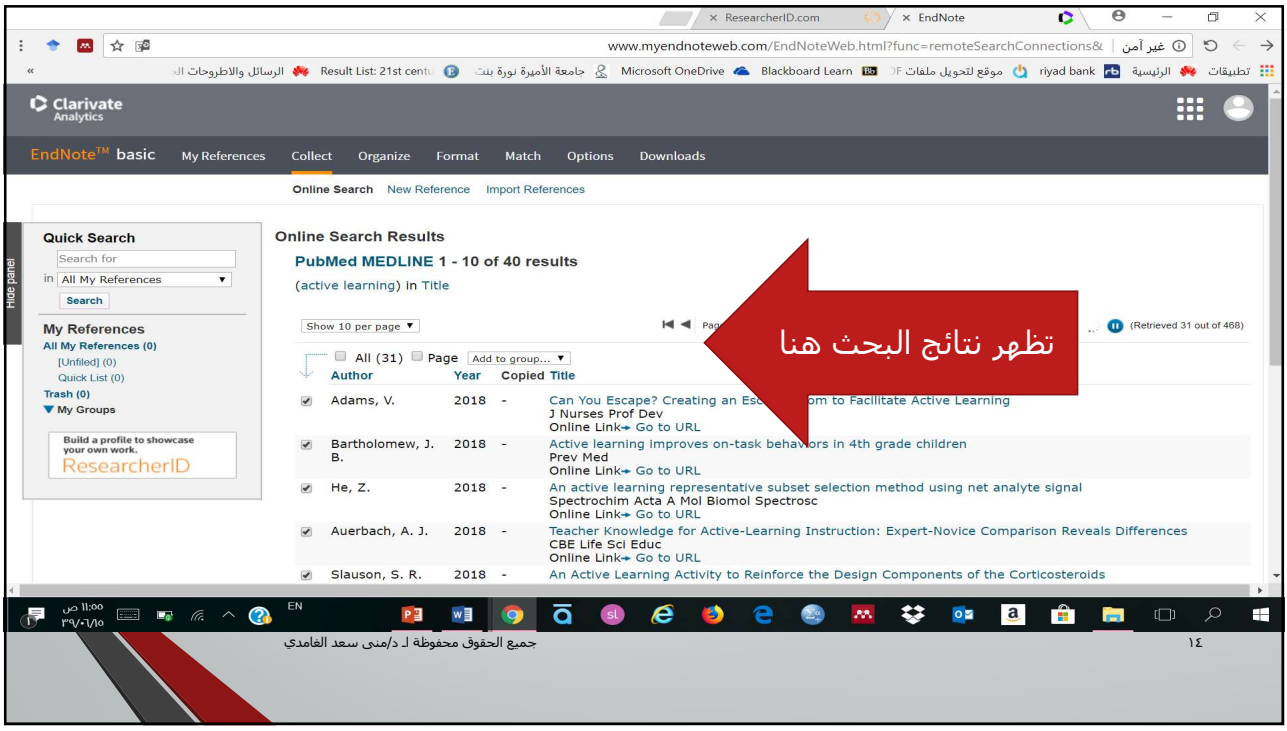 ResearcherID.com
EndNote
www.myendnoteweb.com/EndNoteWeb.html?func=remoteSearchConnections&
غير آمن
تطبيقات
الرئيسية
riyad bank
موقع لتحويل ملفات
Blackboard Learn
Microsoft OneDrive
جامعة الأميرة نورة بنت
Result List: 21st centu
الرسائل والاطروحات الع
Clarivate
Analytics
EndNote™ basic My References Collect Organize Format Match Options Downloads
Online Search New Reference Import References
Hide panel
Quick Search
Search for
in All My References
Search
My References
All My References (0)
[Unfiled] (0)
Quick List (0)
Trash (0)
My Groups
Build a profile to showcase
your own work.
ResearcherID
Online Search Results
PubMed MEDLINE 1 - 10 of 40 results
(active learning) in Title
Show 10 per page
(Retrieved 31 out of 468)
تظهر نتائج البحث هنا
All (31) Page Add to group...
Author Year Copied Title
Adams, V. 2018 - Can You Escape? Creating an to Facilitate Active Learning
J Nurses Prof Dev
Online Link→ Go to URL
Bartholomew, J. 2018 - Active learning improves on-task behaviors in 4th grade children
B. Prev Med
Online Link→ Go to URL
He, Z. 2018 - An active learning representative subset selection method using net analyte signal
Spectrochim Acta A Mol Biomol Spectrosc
Online Link→ Go to URL
Auerbach, A. J. 2018 - Teacher Knowledge for Active-Learning Instruction: Expert-Novice Comparison Reveals Differences
CBE Life Sci Educ
Online Link→ Go to URL
Slauson, S. R. 2018 - An Active Learning Activity to Reinforce the Design Components of the Corticosteroids
EN
١١:٠٠ ص
٣٩/٠٦/١٠
جميع الحقوق محفوظة لـ د/منى سعد الغامدي
١٤